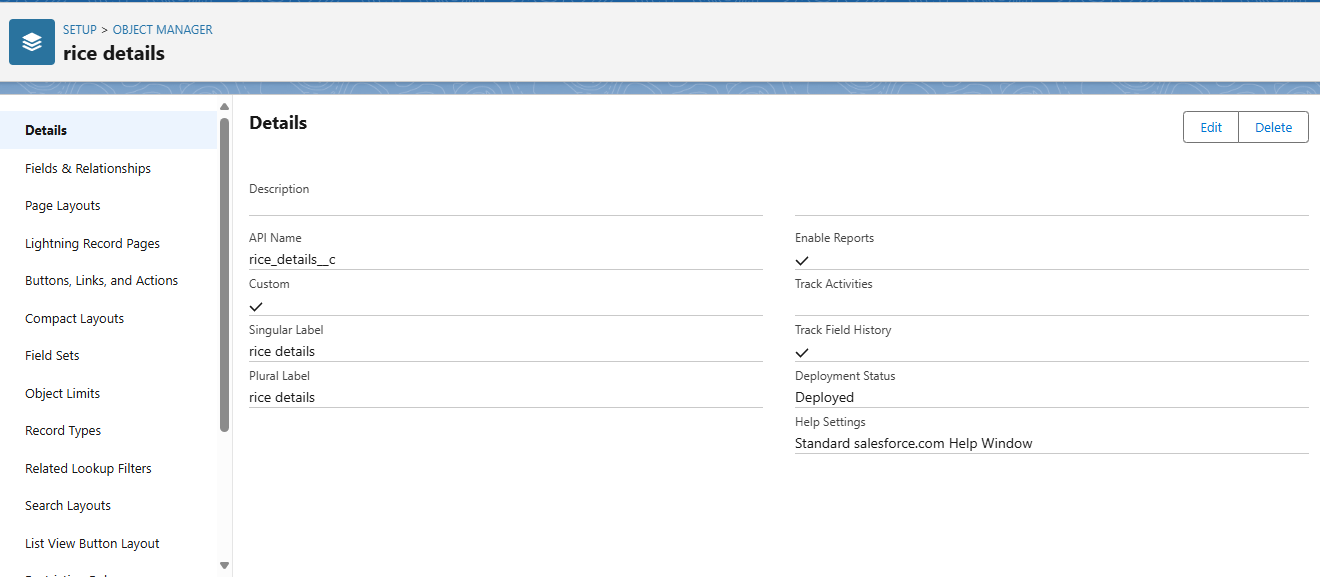 SETUP > OBJECT MANAGER
rice details
Details
Fields & Relationships
Page Layouts
Lightning Record Pages
Buttons, Links, and Actions
Compact Layouts
Field Sets
Object Limits
Record Types
Related Lookup Filters
Search Layouts
List View Button Layout
Details
Edit
Delete
Description
API Name
rice_details__c
Custom
Singular Label
rice details
Plural Label
rice details
Enable Reports
Track Activities
Track Field History
Deployment Status
Deployed
Help Settings
Standard salesforce.com Help Window